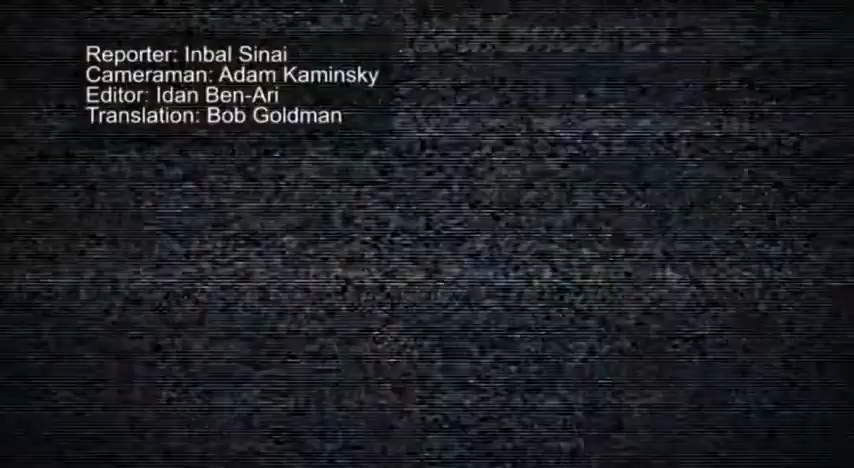 Reporter: Inbal Sinai
Cameraman: Adam Kaminsky
Editor: Idan Ben-Ari
Translation: Bob Goldman